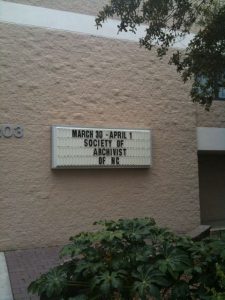 MARCH 30 - APRIL 1
SOCIETY OF
ARCHIVIST
OF NC
03